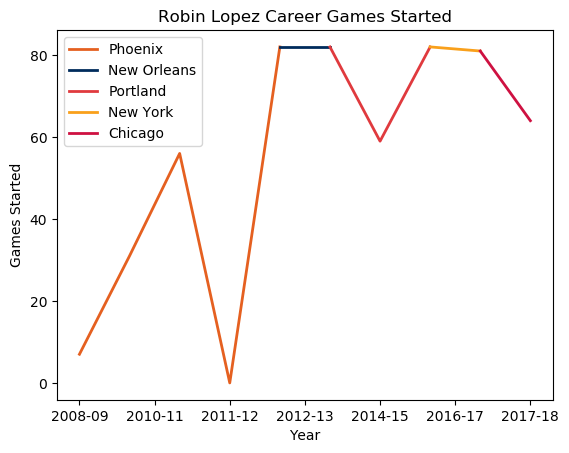 Robin Lopez Career Games Started
Phoenix
New Orleans
Portland
New York
Chicago
80
60
40
20
0
Games Started
2008-09 2010-11 2011-12 2012-13 2014-15 2016-17 2017-18
Year